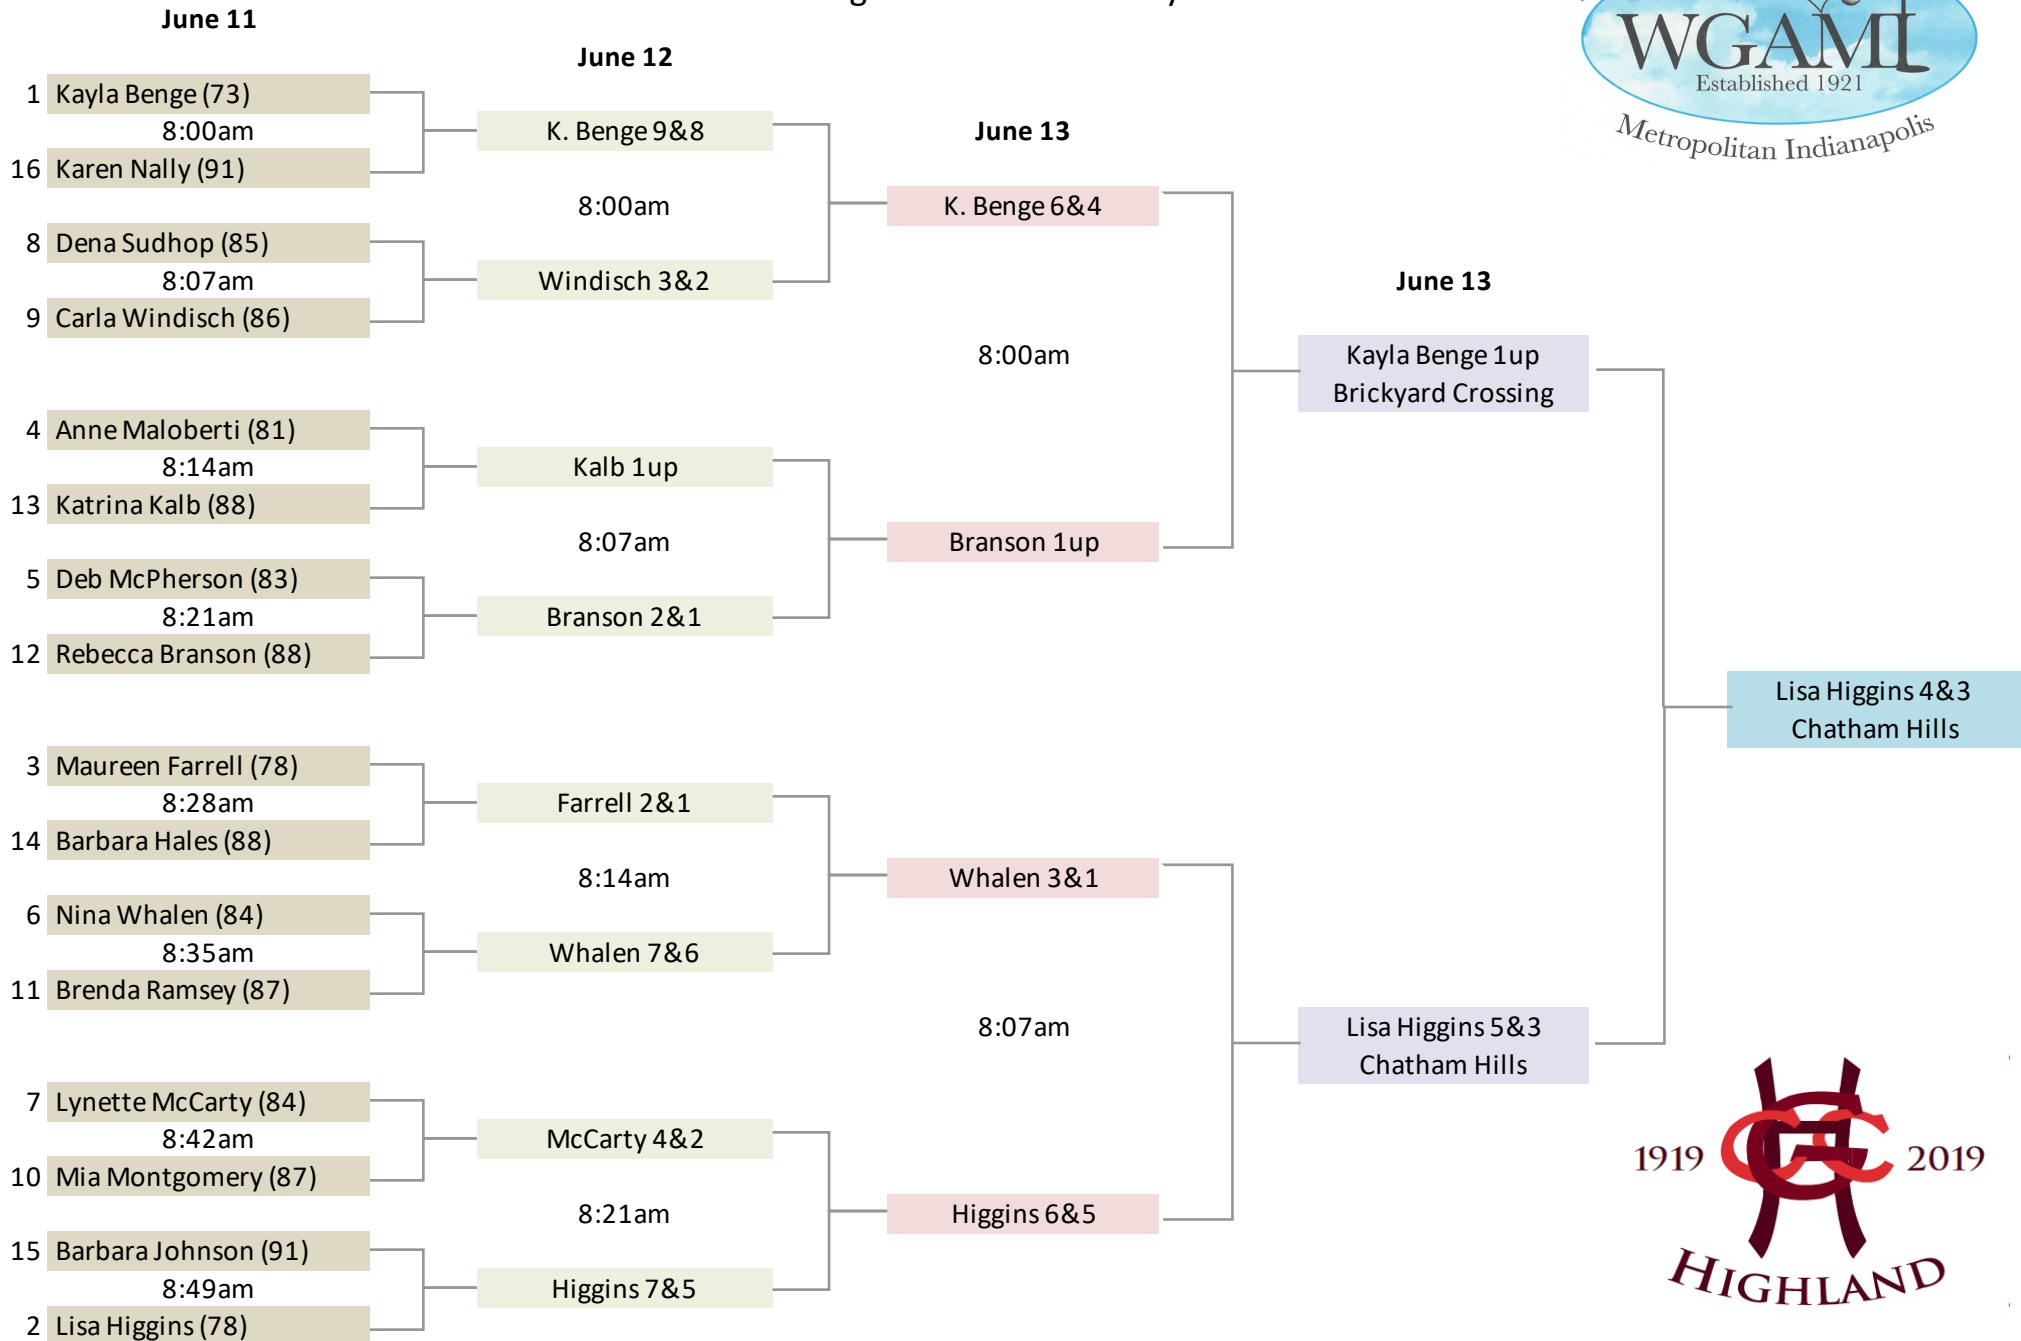 June 11
1 Kayla Benge (73)
8:00am
16 Karen Nally (91)
8 Dena Sudhop (85)
8:07am
9 Carla Windisch (86)
4 Anne Maloberti (81)
8:14am
13 Katrina Kalb (88)
5 Deb McPherson (83)
8:21am
12 Rebecca Branson (88)
3 Maureen Farrell (78)
8:28am
14 Barbara Hales (88)
6 Nina Whalen (84)
8:35am
11 Brenda Ramsey (87)
7 Lynette McCarty (84)
8:42am
10 Mia Montgomery (87)
15 Barbara Johnson (91)
8:49am
2 Lisa Higgins (78)
June 12
K. Benge 9&8
8:00am
Windisch 3&2
Kalb 1up
8:07am
Branson 2&1
Farrell 2&1
8:14am
Whalen 7&6
McCarty 4&2
8:21am
Higgins 7&5
June 13
K. Benge 6&4
8:00am
Branson 1up
Whalen 3&1
8:07am
Higgins 6&5
June 13
Kayla Benge 1up
Brickyard Crossing
Lisa Higgins 5&3
Chatham Hills
Lisa Higgins 4&3
Chatham Hills
WGAMI
Established 1921
Metropolitan Indianapolis
1919 HGCC 2019
HIGHLAND